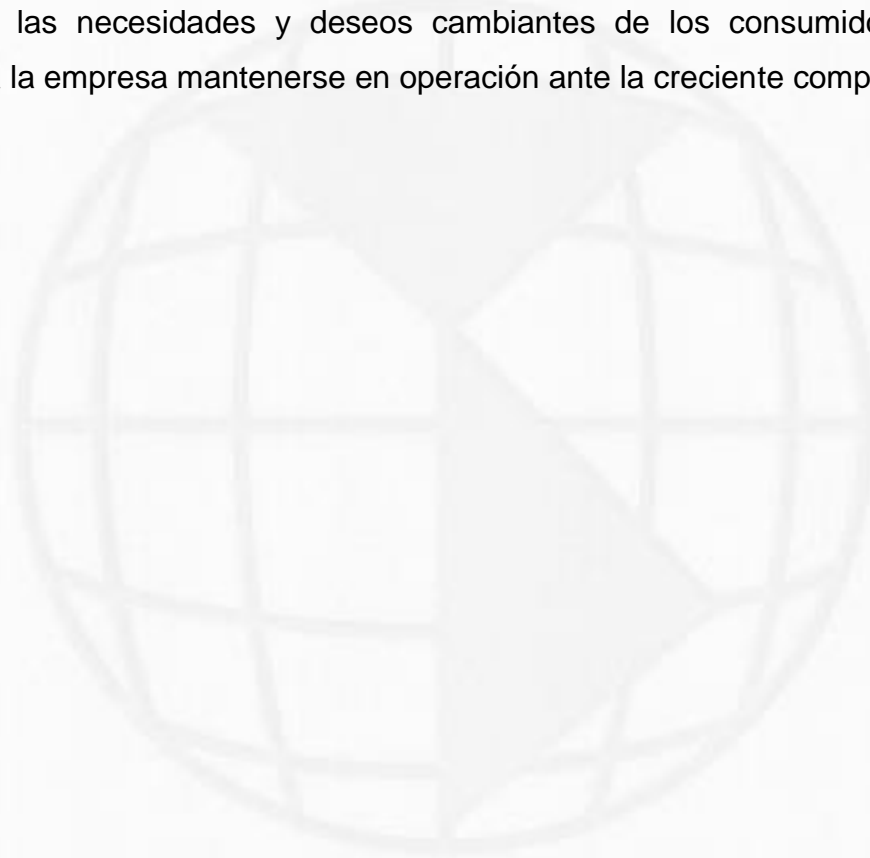 las necesidades y deseos cambiantes de los
la empresa mantenerse en operación ante la creciente